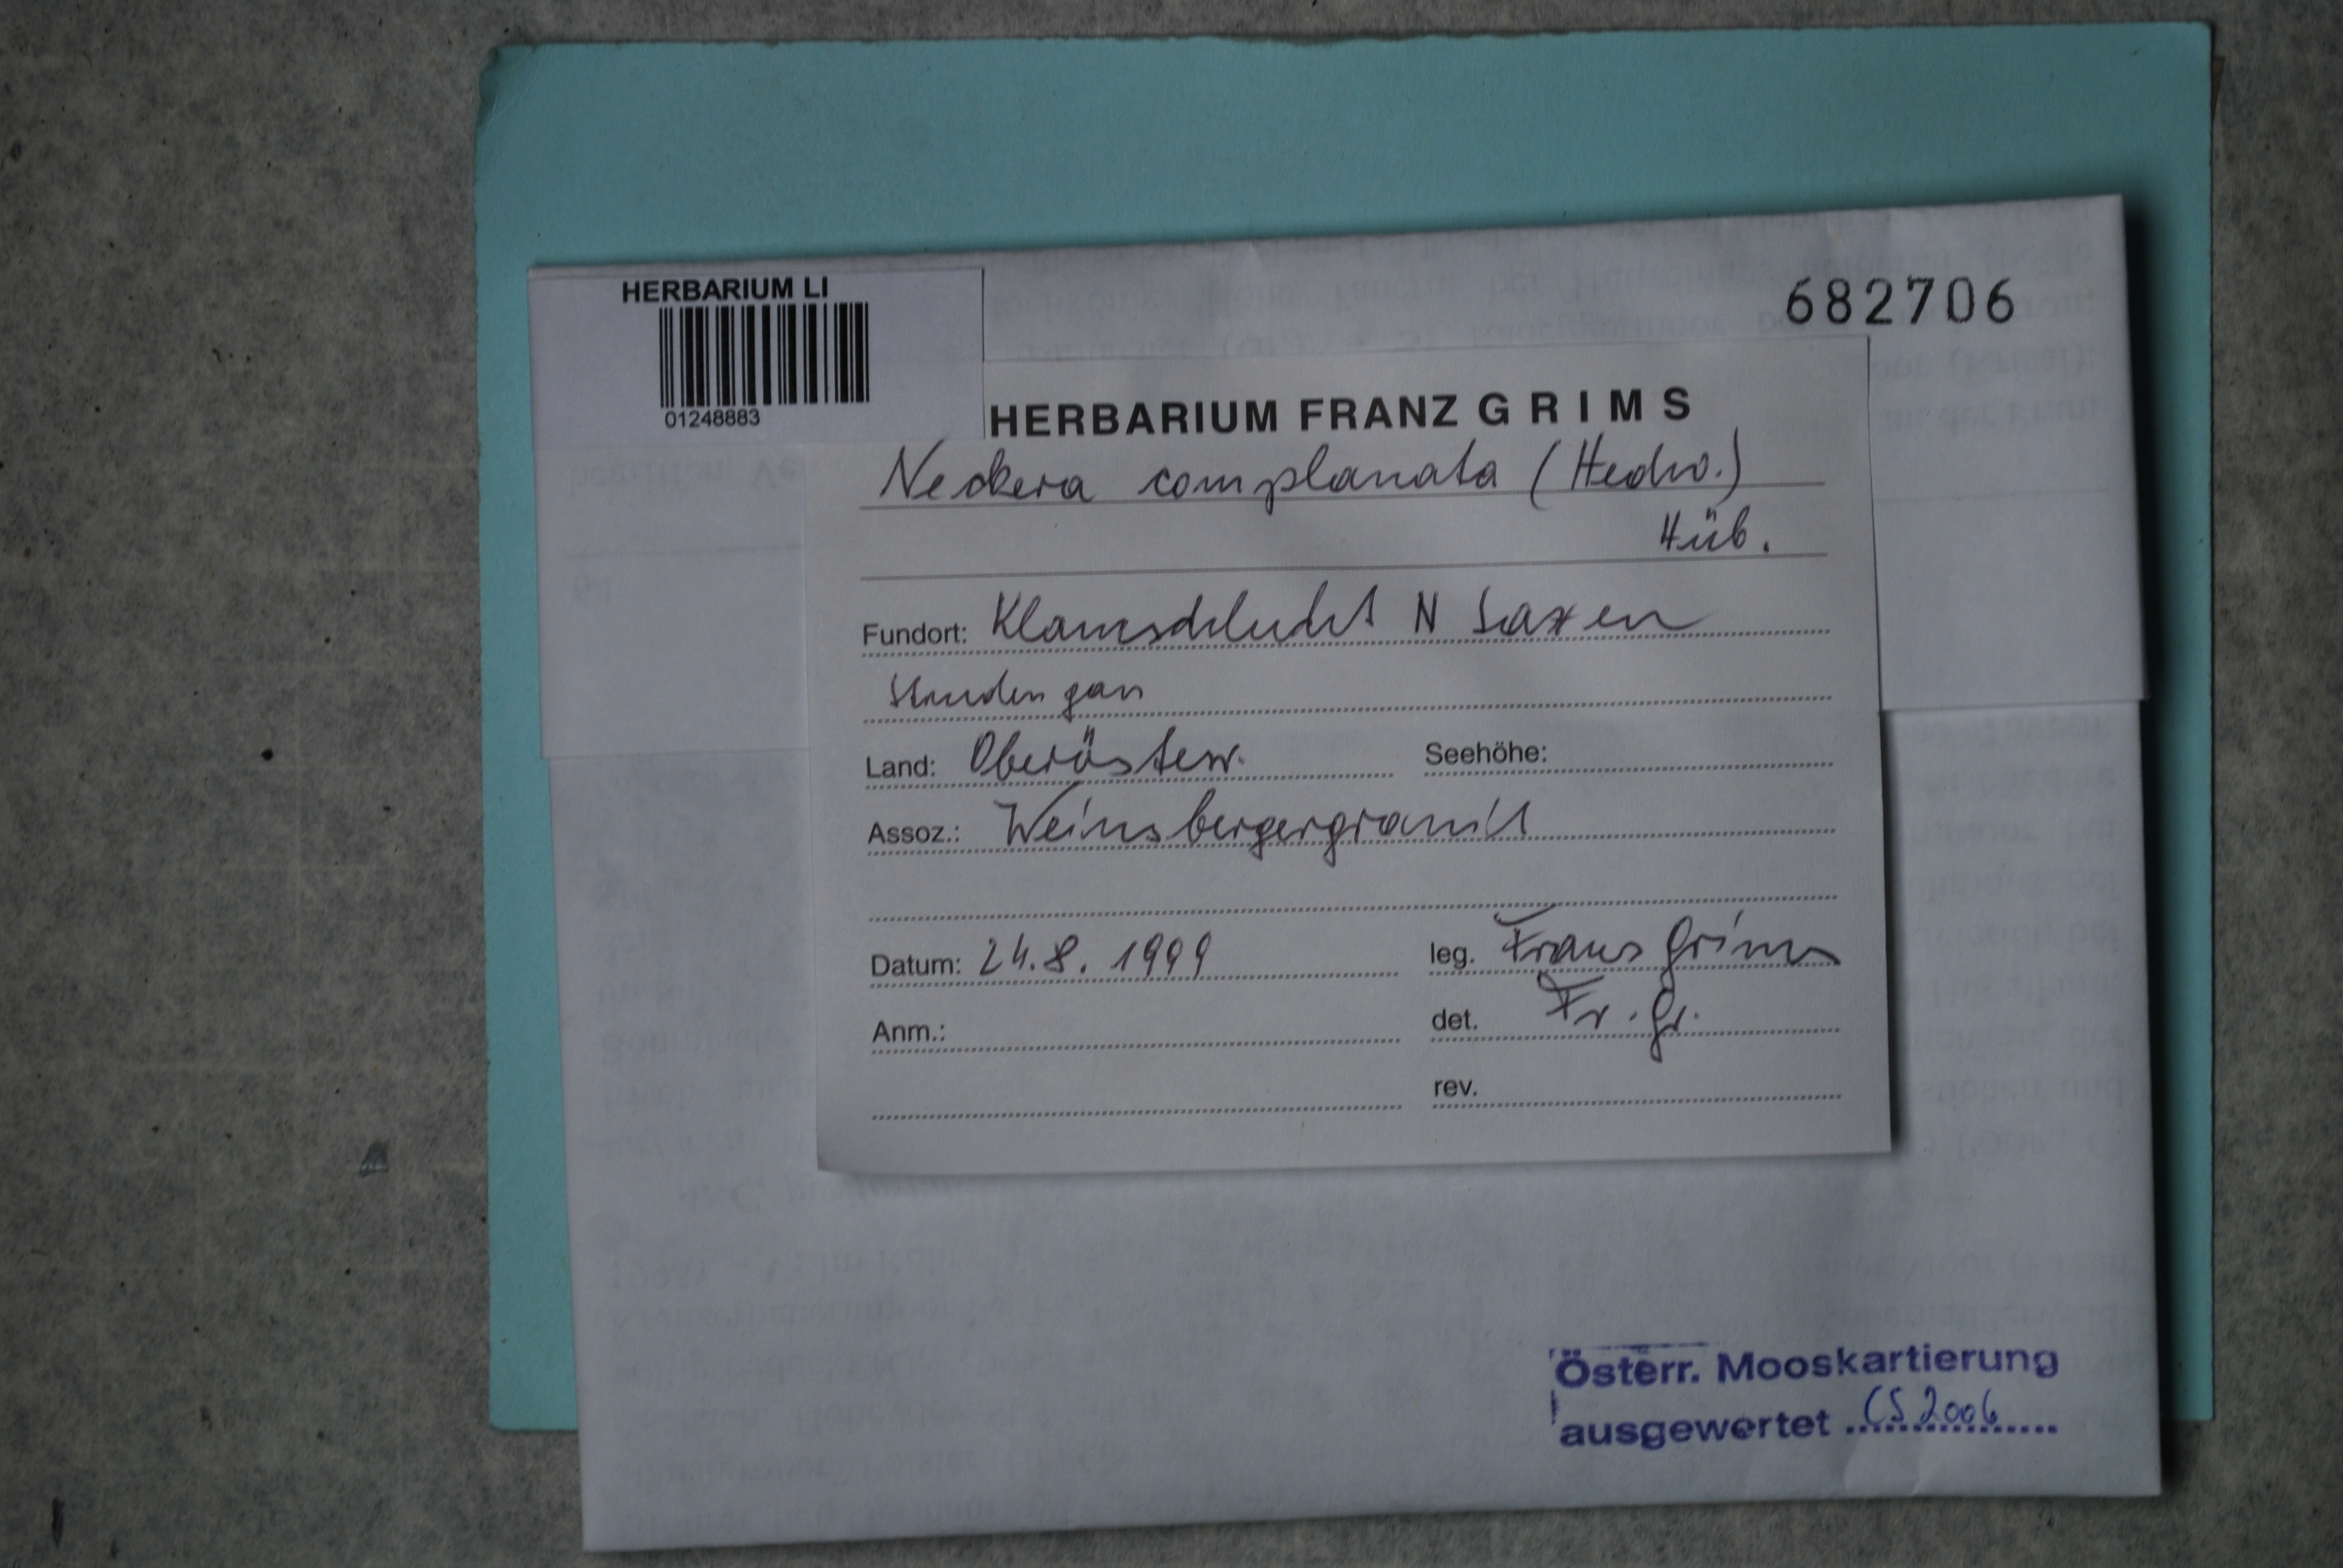 HERBARIUM LI
01248883
682706
HERBARIUM FRANZ GRIMS
Neckera complanata (Hedw.)
Hüb.
Fundort: Klamschlucht N Saxen
Strudengau
Land: Oberösterr. Seehöhe:
Assoz.: Weinsbergergranit
Datum: 24.8.1999 leg. Franz Grims
Anm.: det. Fr. Gr.
rev.
Österr. Mooskartierung
ausgewertet CS 2006